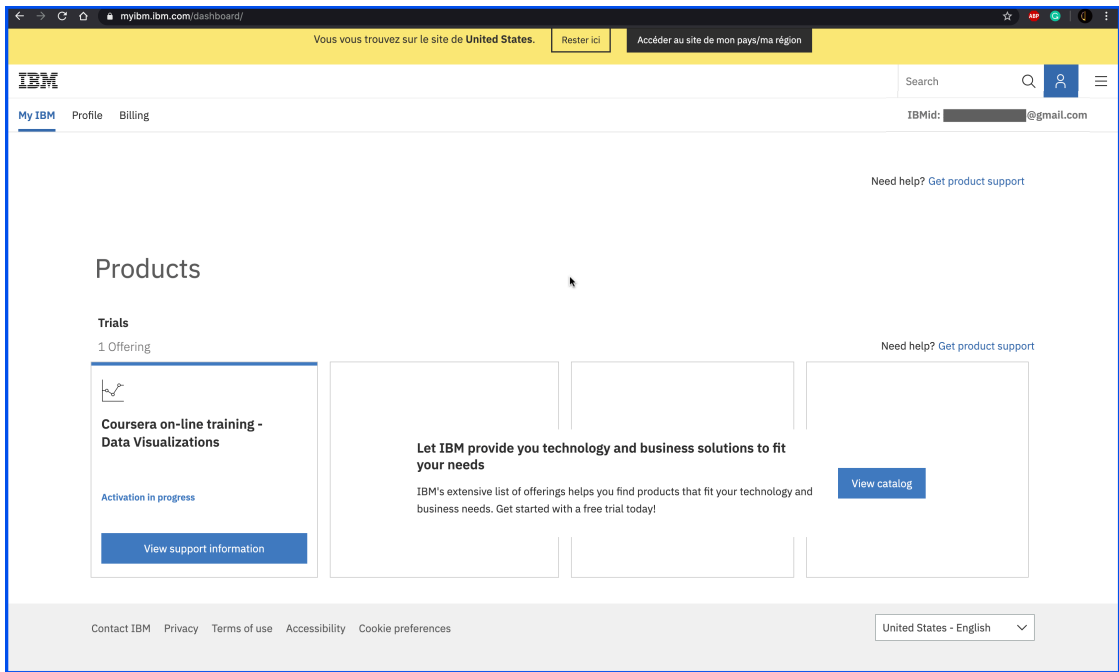 myibm.ibm.com/dashboard/
ABP
Vous vous trouvez sur le site de United States. Rester ici Accéder au site de mon pays/ma région
IBM
Search
My IBM Profile Billing
IBMid: @gmail.com
Need help? Get product support
Products
Trials
1 Offering
Need help? Get product support
Coursera on-line training -
Data Visualizations
Activation in progress
View support information
Let IBM provide you technology and business solutions to fit
your needs
IBM's extensive list of offerings helps you find products that fit your technology and
business needs. Get started with a free trial today!
View catalog
Contact IBM Privacy Terms of use Accessibility Cookie preferences
United States - English